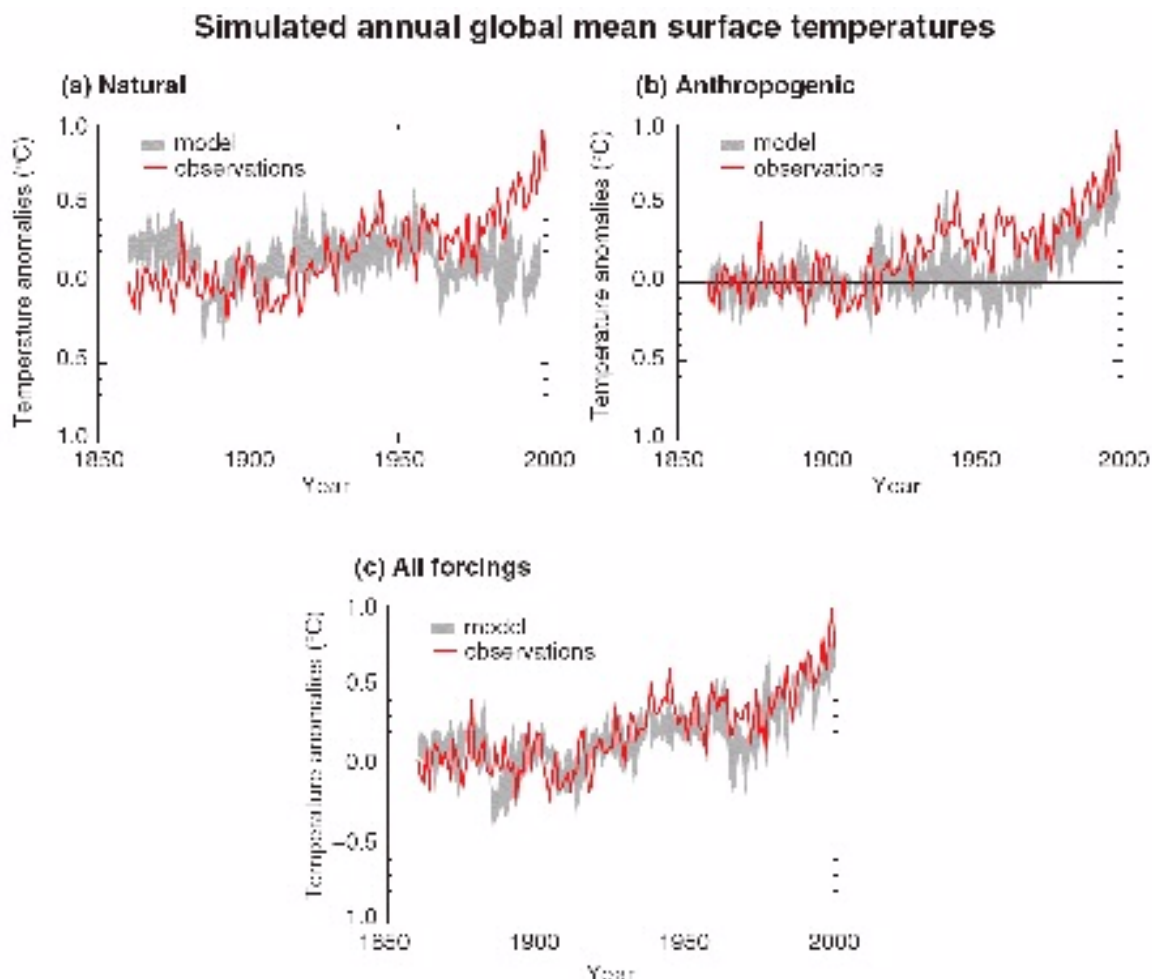 Simulated annual global mean surface temperatures
(a) Natural
(b) Anthropogenic
Temperature anomalies (°C)
1.0
0.5
0.0
0.5
1.0
model
observations
1850
1900
1950
2000
Year
Temperature anomalies (°C)
1.0
0.5
0.0
0.5
1.0
model
observations
1850
1900
1950
2000
Year
(c) All forcings
Temperature anomalies (°C)
1.0
0.5
0.0
−0.5
1.0
model
observations
1850
1900
1950
2000
Year